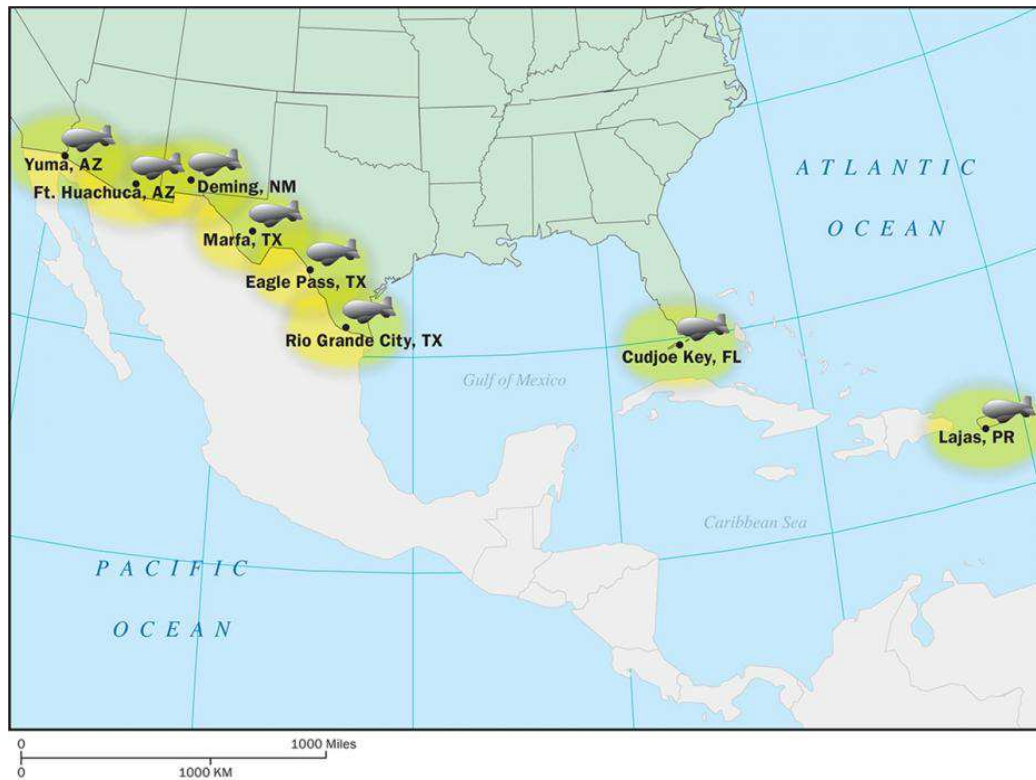 ATLANTIC
OCEAN
Yuma, AZ
Ft. Huachuca, AZ
Deming, NM
Marfa, TX
Eagle Pass, TX
Rio Grande City, TX
Cudjoe Key, FL
Gulf of Mexico
Lajas, PR
Caribbean Sea
PACIFIC
OCEAN
0 1000 Miles
0 1000 KM